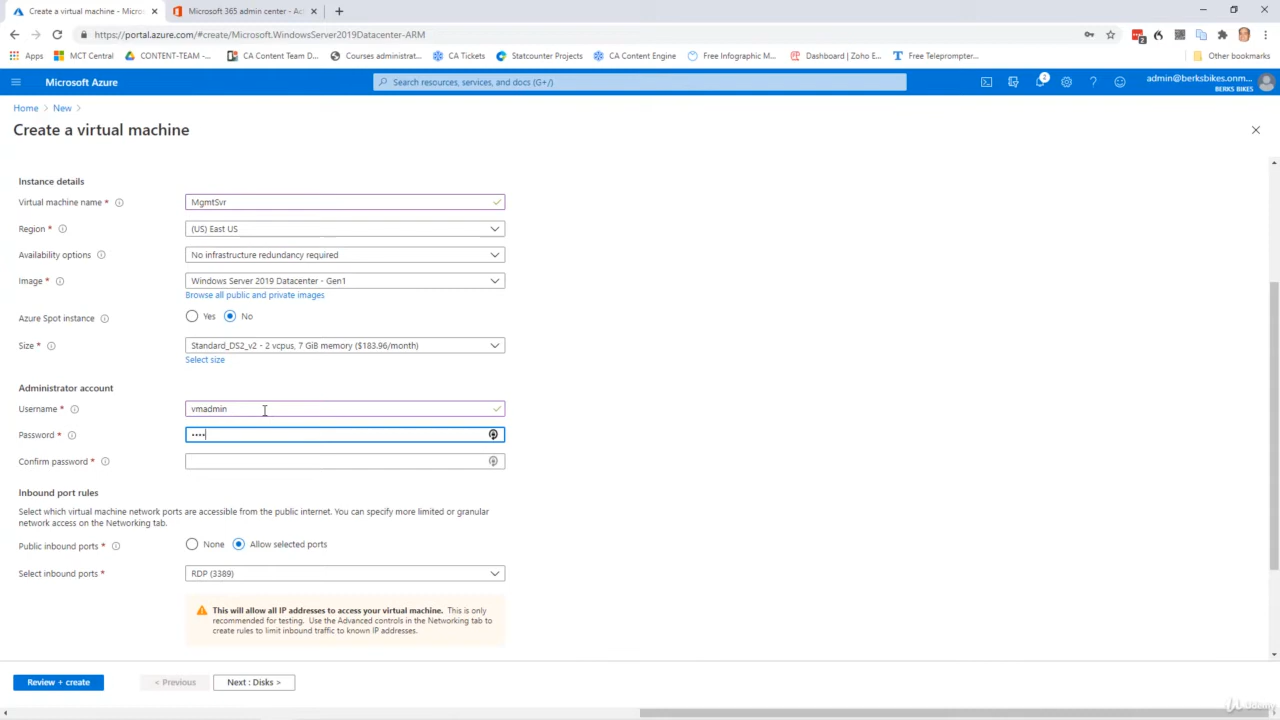 Create a virtual machine - Micro
Microsoft 365 admin center - Ac
https://portal.azure.com/#create/Microsoft.WindowsServer2019Datacenter-ARM
2
Apps
MCT Central
CONTENT-TEAM -...
CA Content Team D...
Courses administrat...
CA Tickets
Statcounter Projects
CA Content Engine
Free Infographic M...
Dashboard | Zoho E...
Free Teleprompter...
Other bookmarks
Microsoft Azure
Search resources, services, and docs (G+/)
2
admin@berksbikes.onm...
BERKS BIKES
Home > New >
Create a virtual machine
Instance details
Virtual machine name * MgmtSvr
Region * (US) East US
Availability options No infrastructure redundancy required
Image * Windows Server 2019 Datacenter - Gen1
Browse all public and private images
Azure Spot instance Yes No
Size * Standard_DS2_v2 - 2 vcpus, 7 GiB memory ($183.96/month)
Select size
Administrator account
Username * vmadmin
Password * ••••
Confirm password *
Inbound port rules
Select which virtual machine network ports are accessible from the public internet. You can specify more limited or granular
network access on the Networking tab.
Public inbound ports * None Allow selected ports
Select inbound ports * RDP (3389)
This will allow all IP addresses to access your virtual machine. This is only
recommended for testing. Use the Advanced controls in the Networking tab to
create rules to limit inbound traffic to known IP addresses.
Review + create
< Previous
Next : Disks >
Udemy